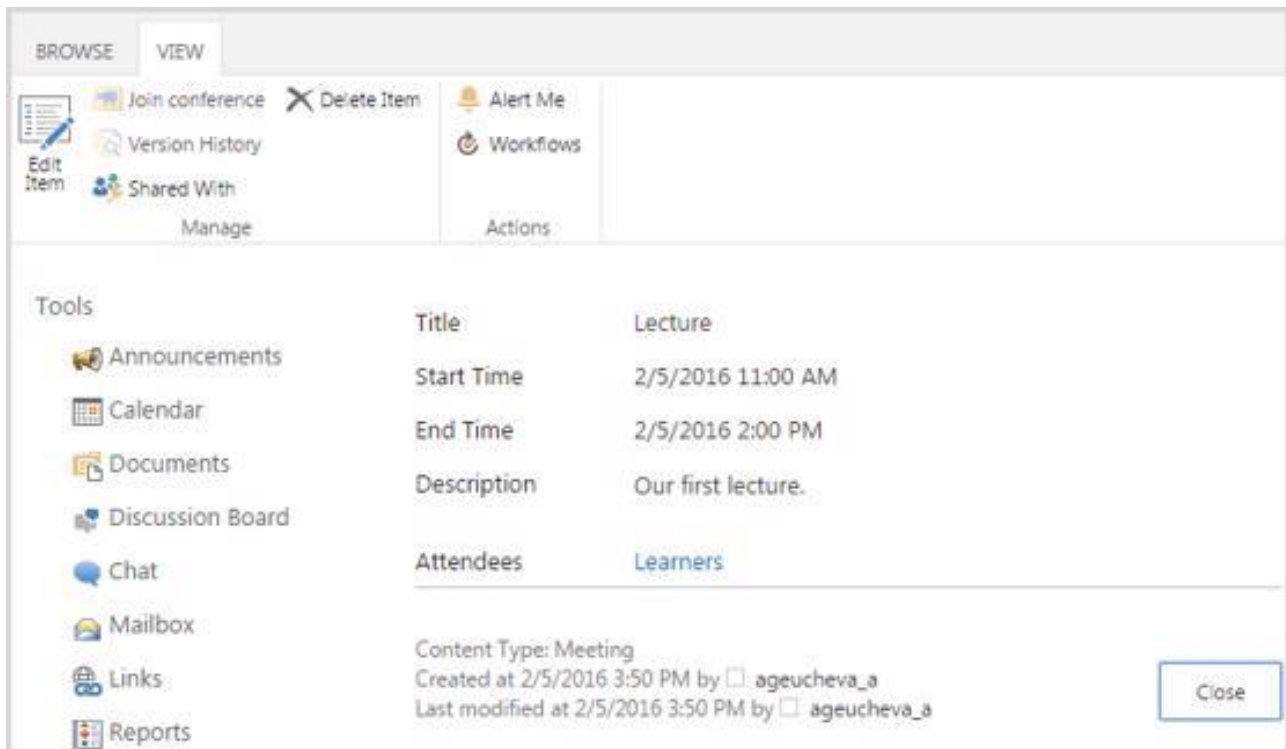 BROWSE VIEW
Join conference Delete Item Alert Me
Version History Workflows
Edit Item
Shared With
Manage Actions
Tools
Announcements
Calendar
Documents
Discussion Board
Chat
Mailbox
Links
Reports
Title Lecture
Start Time 2/5/2016 11:00 AM
End Time 2/5/2016 2:00 PM
Description Our first lecture.
Attendees Learners
Content Type: Meeting
Created at 2/5/2016 3:50 PM by ageucheva_a
Last modified at 2/5/2016 3:50 PM by ageucheva_a
Close